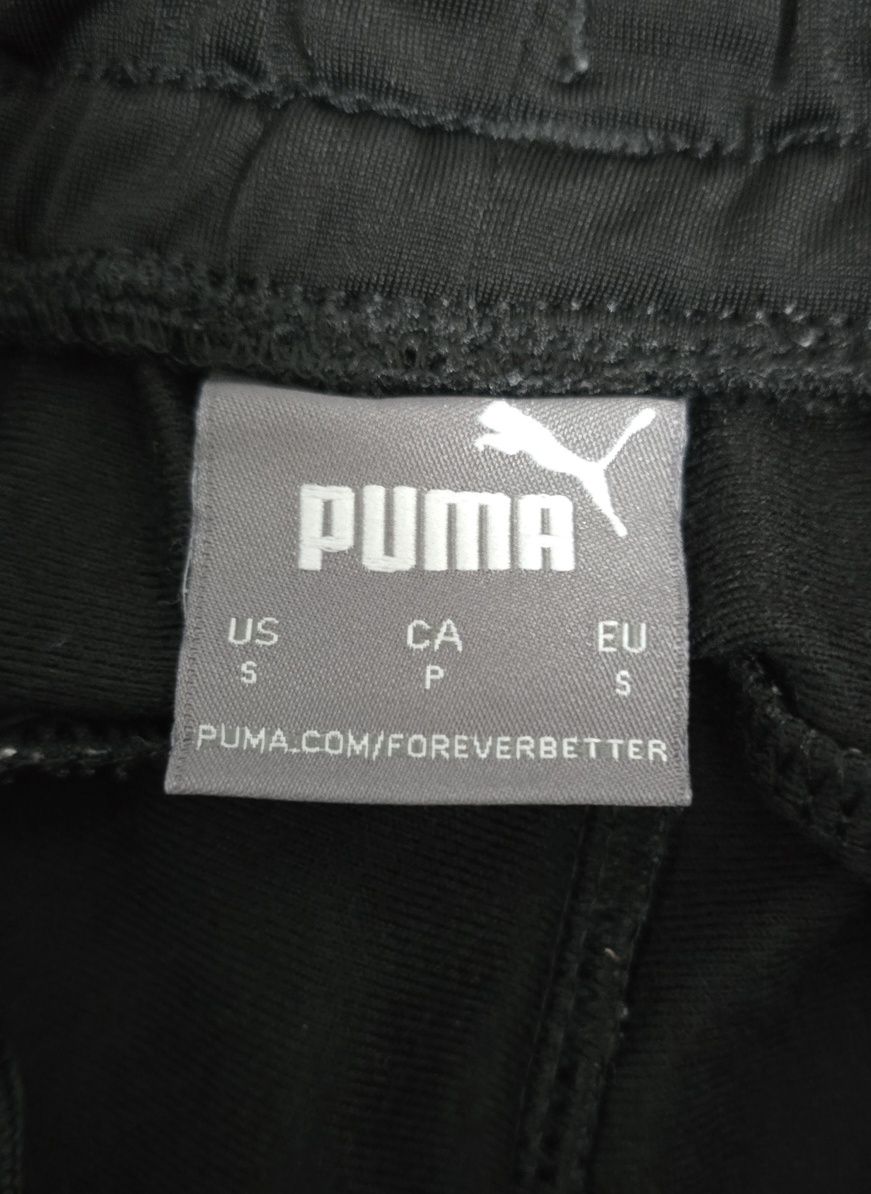 PUMA
US CA EU
S P S
PUMA.COM/FOREVERBETTER